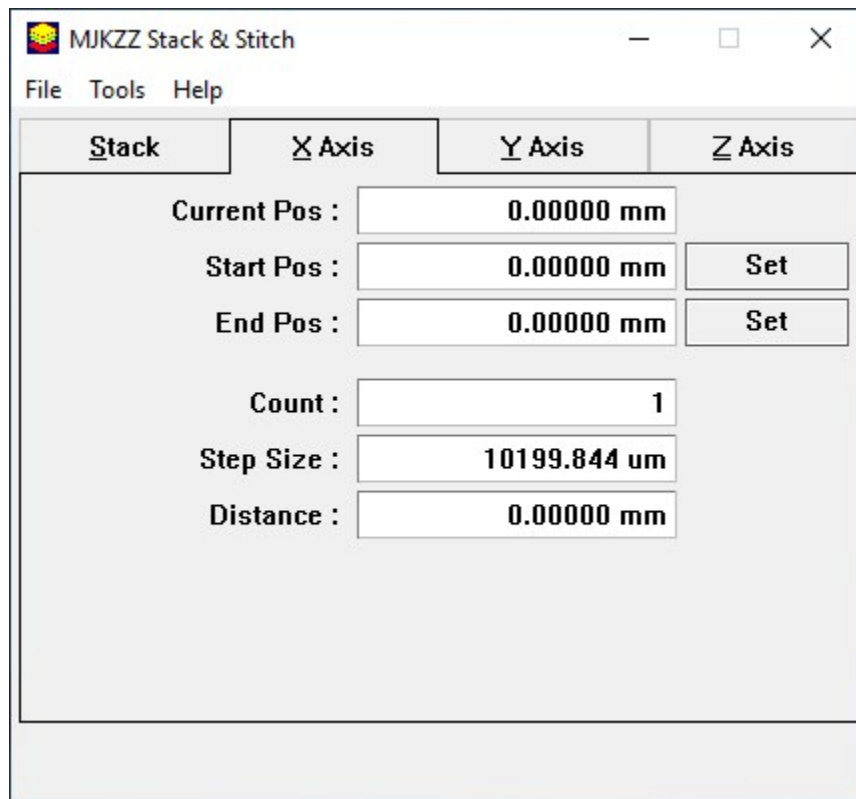 MJKZZ Stack & Stitch
File Tools Help
Stack X Axis Y Axis Z Axis
Current Pos : 0.00000 mm
Start Pos : 0.00000 mm Set
End Pos : 0.00000 mm Set
Count : 1
Step Size : 10199.844 um
Distance : 0.00000 mm